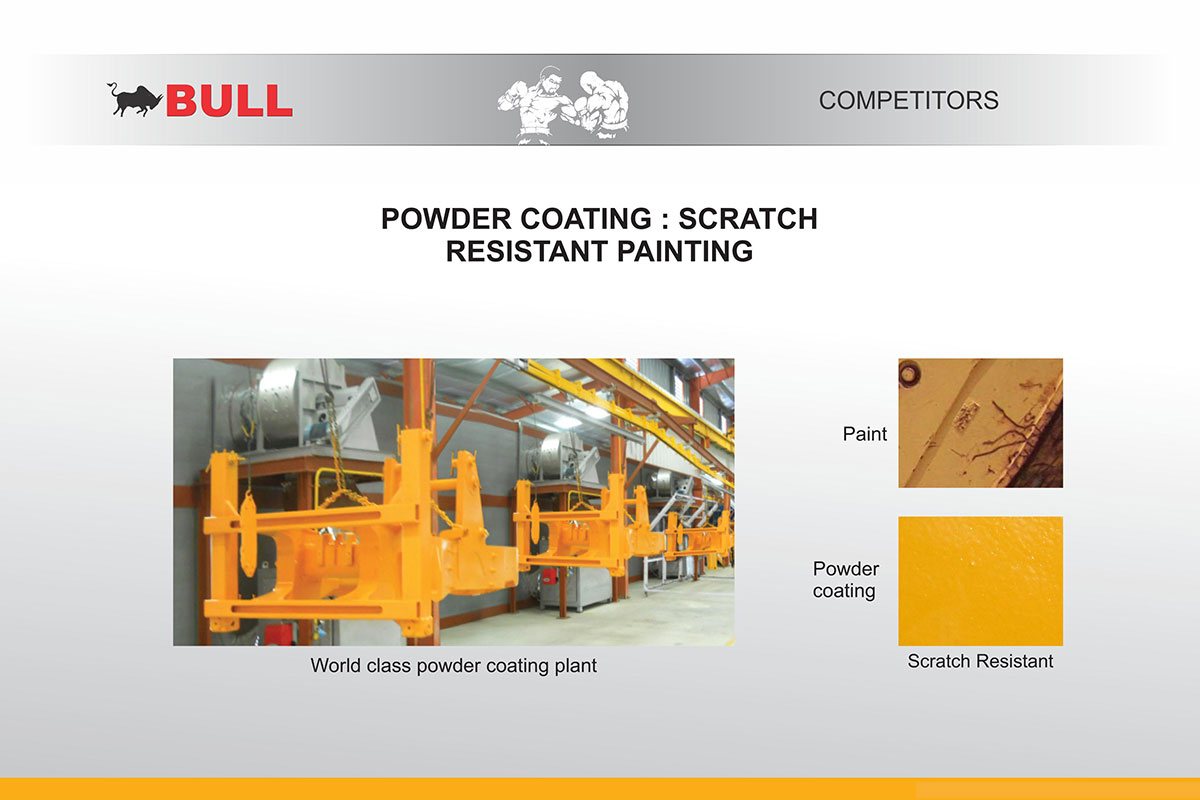 BULL
COMPETITORS
POWDER COATING : SCRATCH
RESISTANT PAINTING
Paint
Powder
coating
World class powder coating plant
Scratch Resistant